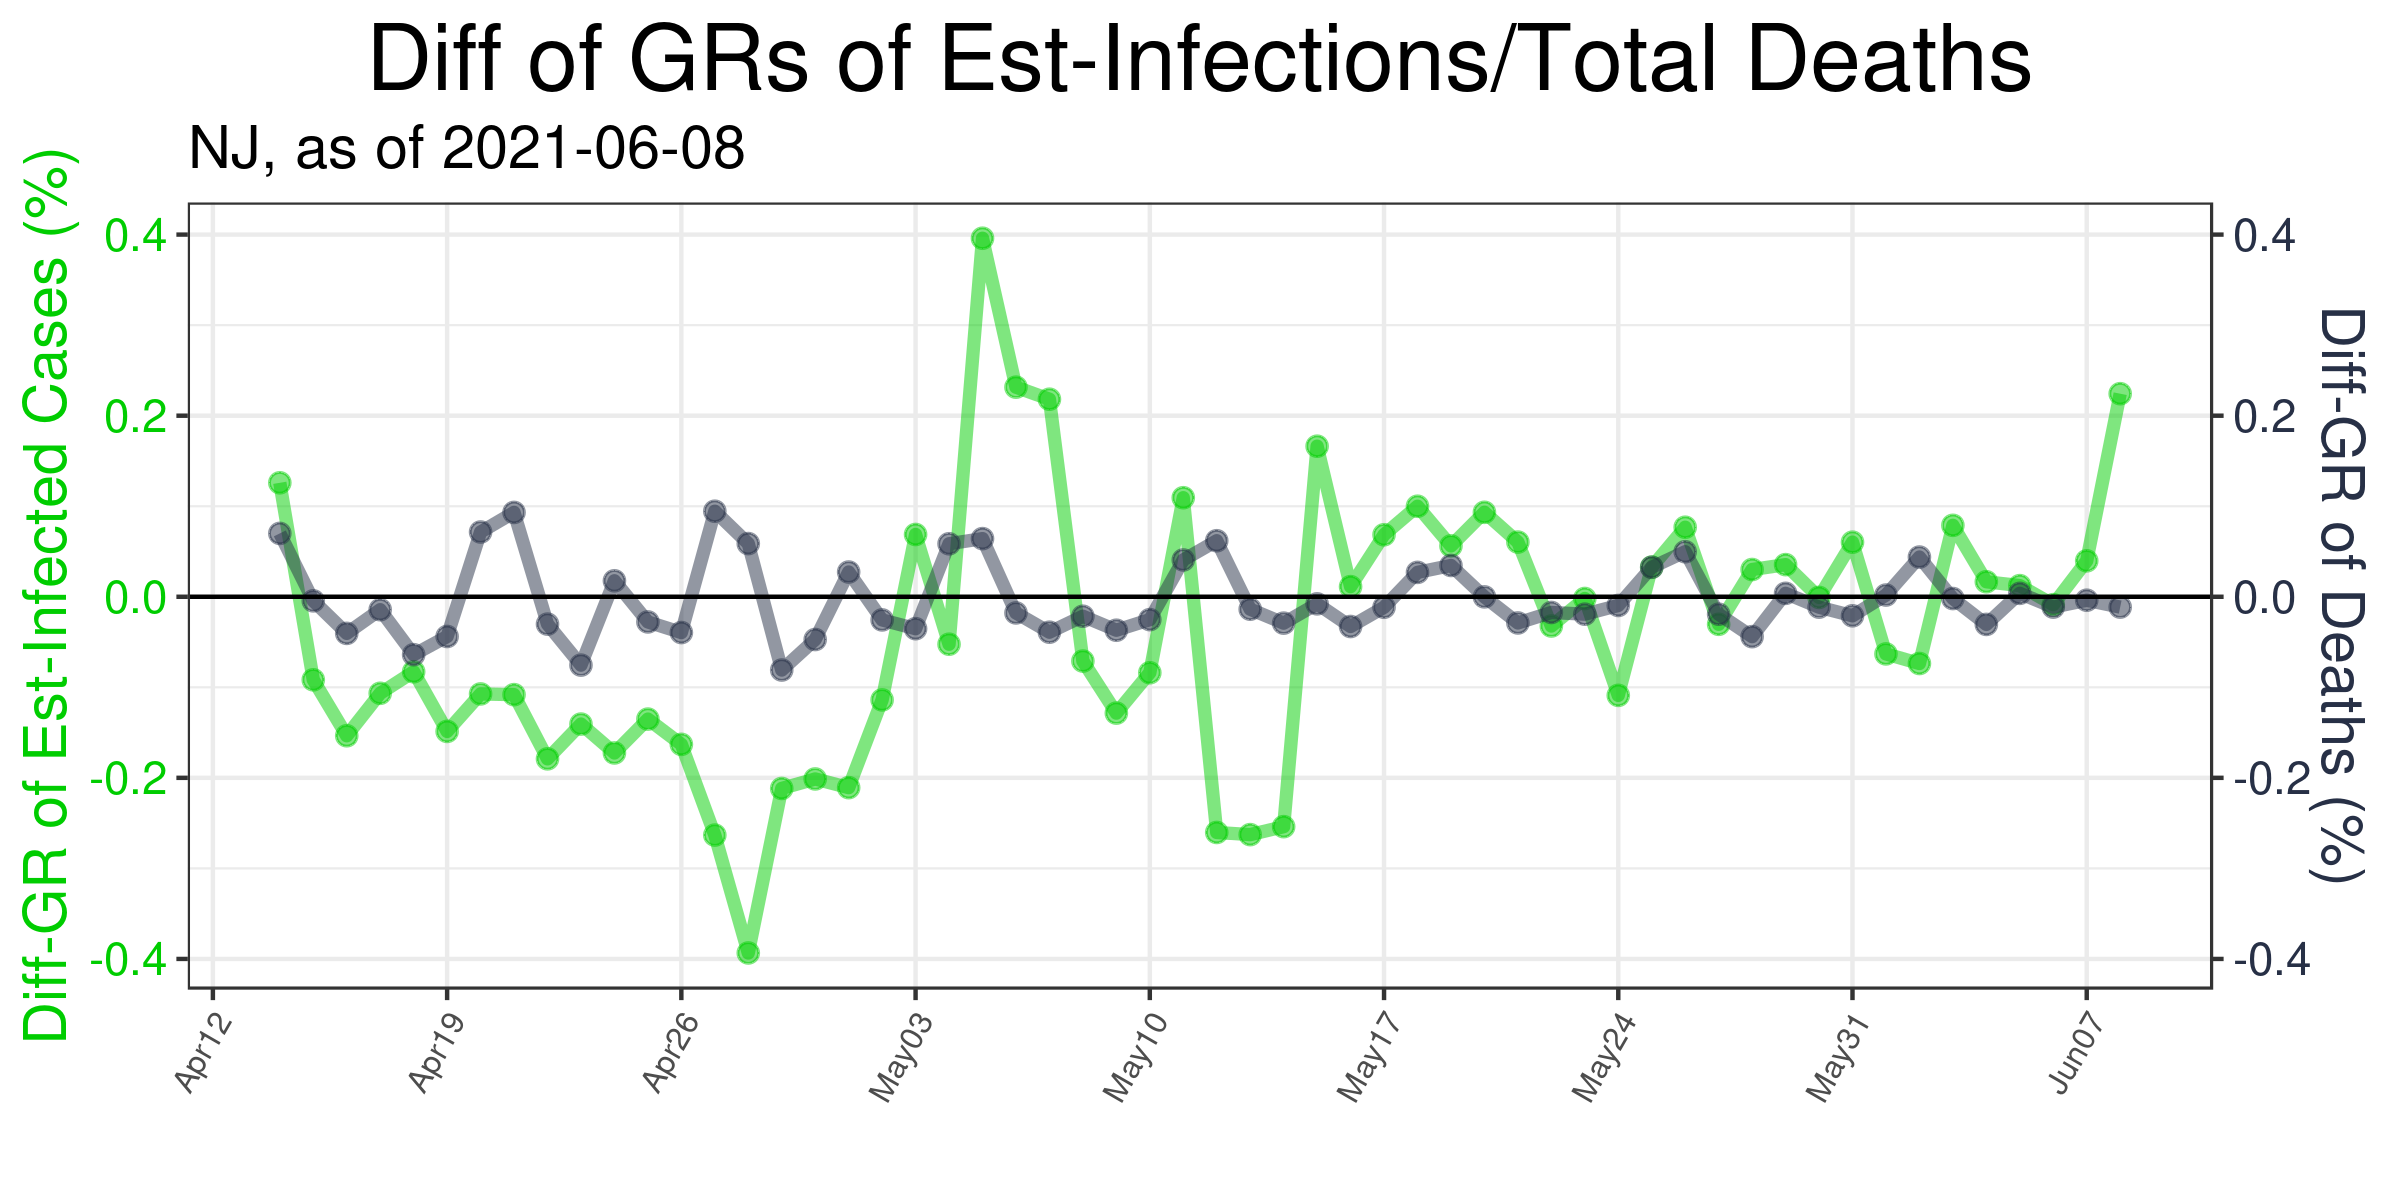 Diff of GRs of Est-Infections/Total Deaths
NJ, as of 2021-06-08
Diff-GR of Est-Infected Cases (%)
0.4
0.2
0.0
-0.2
-0.4
0.4
0.2
0.0
-0.2
-0.4
Diff-GR of Deaths (%)
Apr12
Apr19
Apr26
May03
May10
May17
May24
May31
Jun07